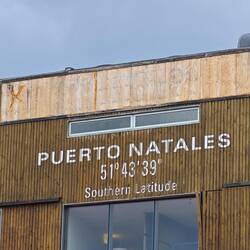 PUERTO NATALES
51°43'39"
Southern Latitude